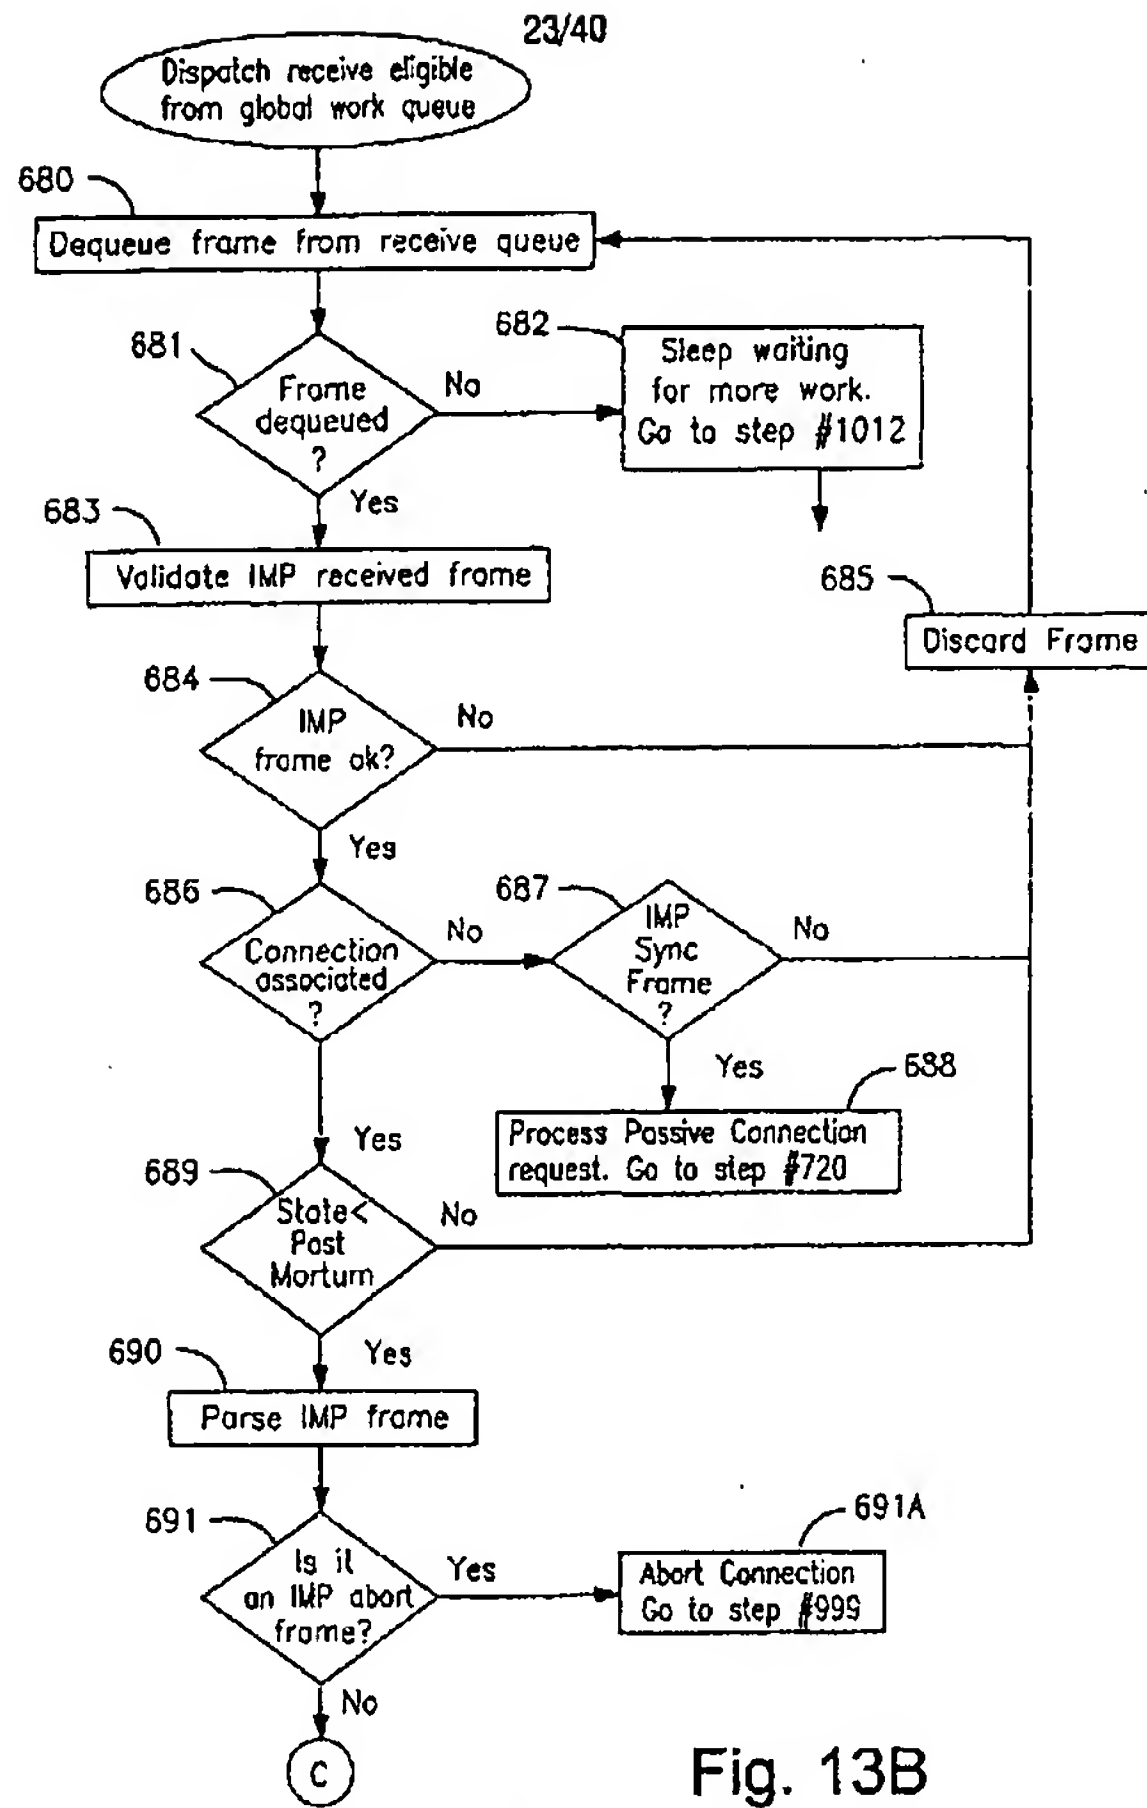 23/40
Dispatch receive eligible
from global work queue
680
Dequeue frame from receive queue
681
Frame
dequeued
?
No
682
Sleep waiting
for more work.
Go to step #1012
Yes
683
Validate IMP received frame
685
Discard Frame
684
IMP
frame ok?
No
Yes
686
Connection
associated
?
No
687
IMP
Sync
Frame
?
No
Yes
688
Process Passive Connection
request. Go to step #720
Yes
689
State<
Post
Mortum
No
Yes
690
Parse IMP frame
691
Is it
an IMP abort
frame?
Yes
691A
Abort Connection
Go to step #999
No
C
Fig. 13B